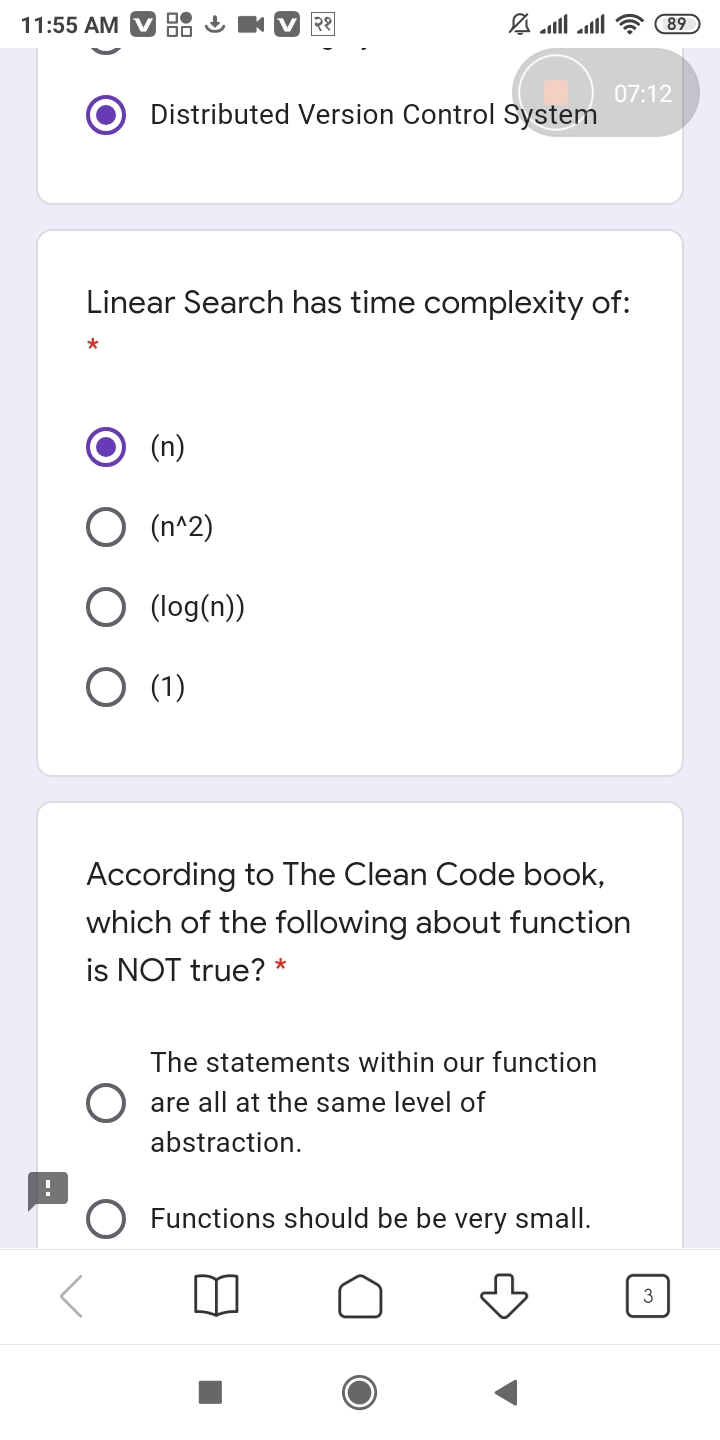 11:55 AM २१ 89
07:12
Distributed Version Control System
Linear Search has time complexity of:
*
(n)
(n^2)
(log(n))
(1)
According to The Clean Code book,
which of the following about function
is NOT true? *
The statements within our function
are all at the same level of
abstraction.
Functions should be be very small.
3